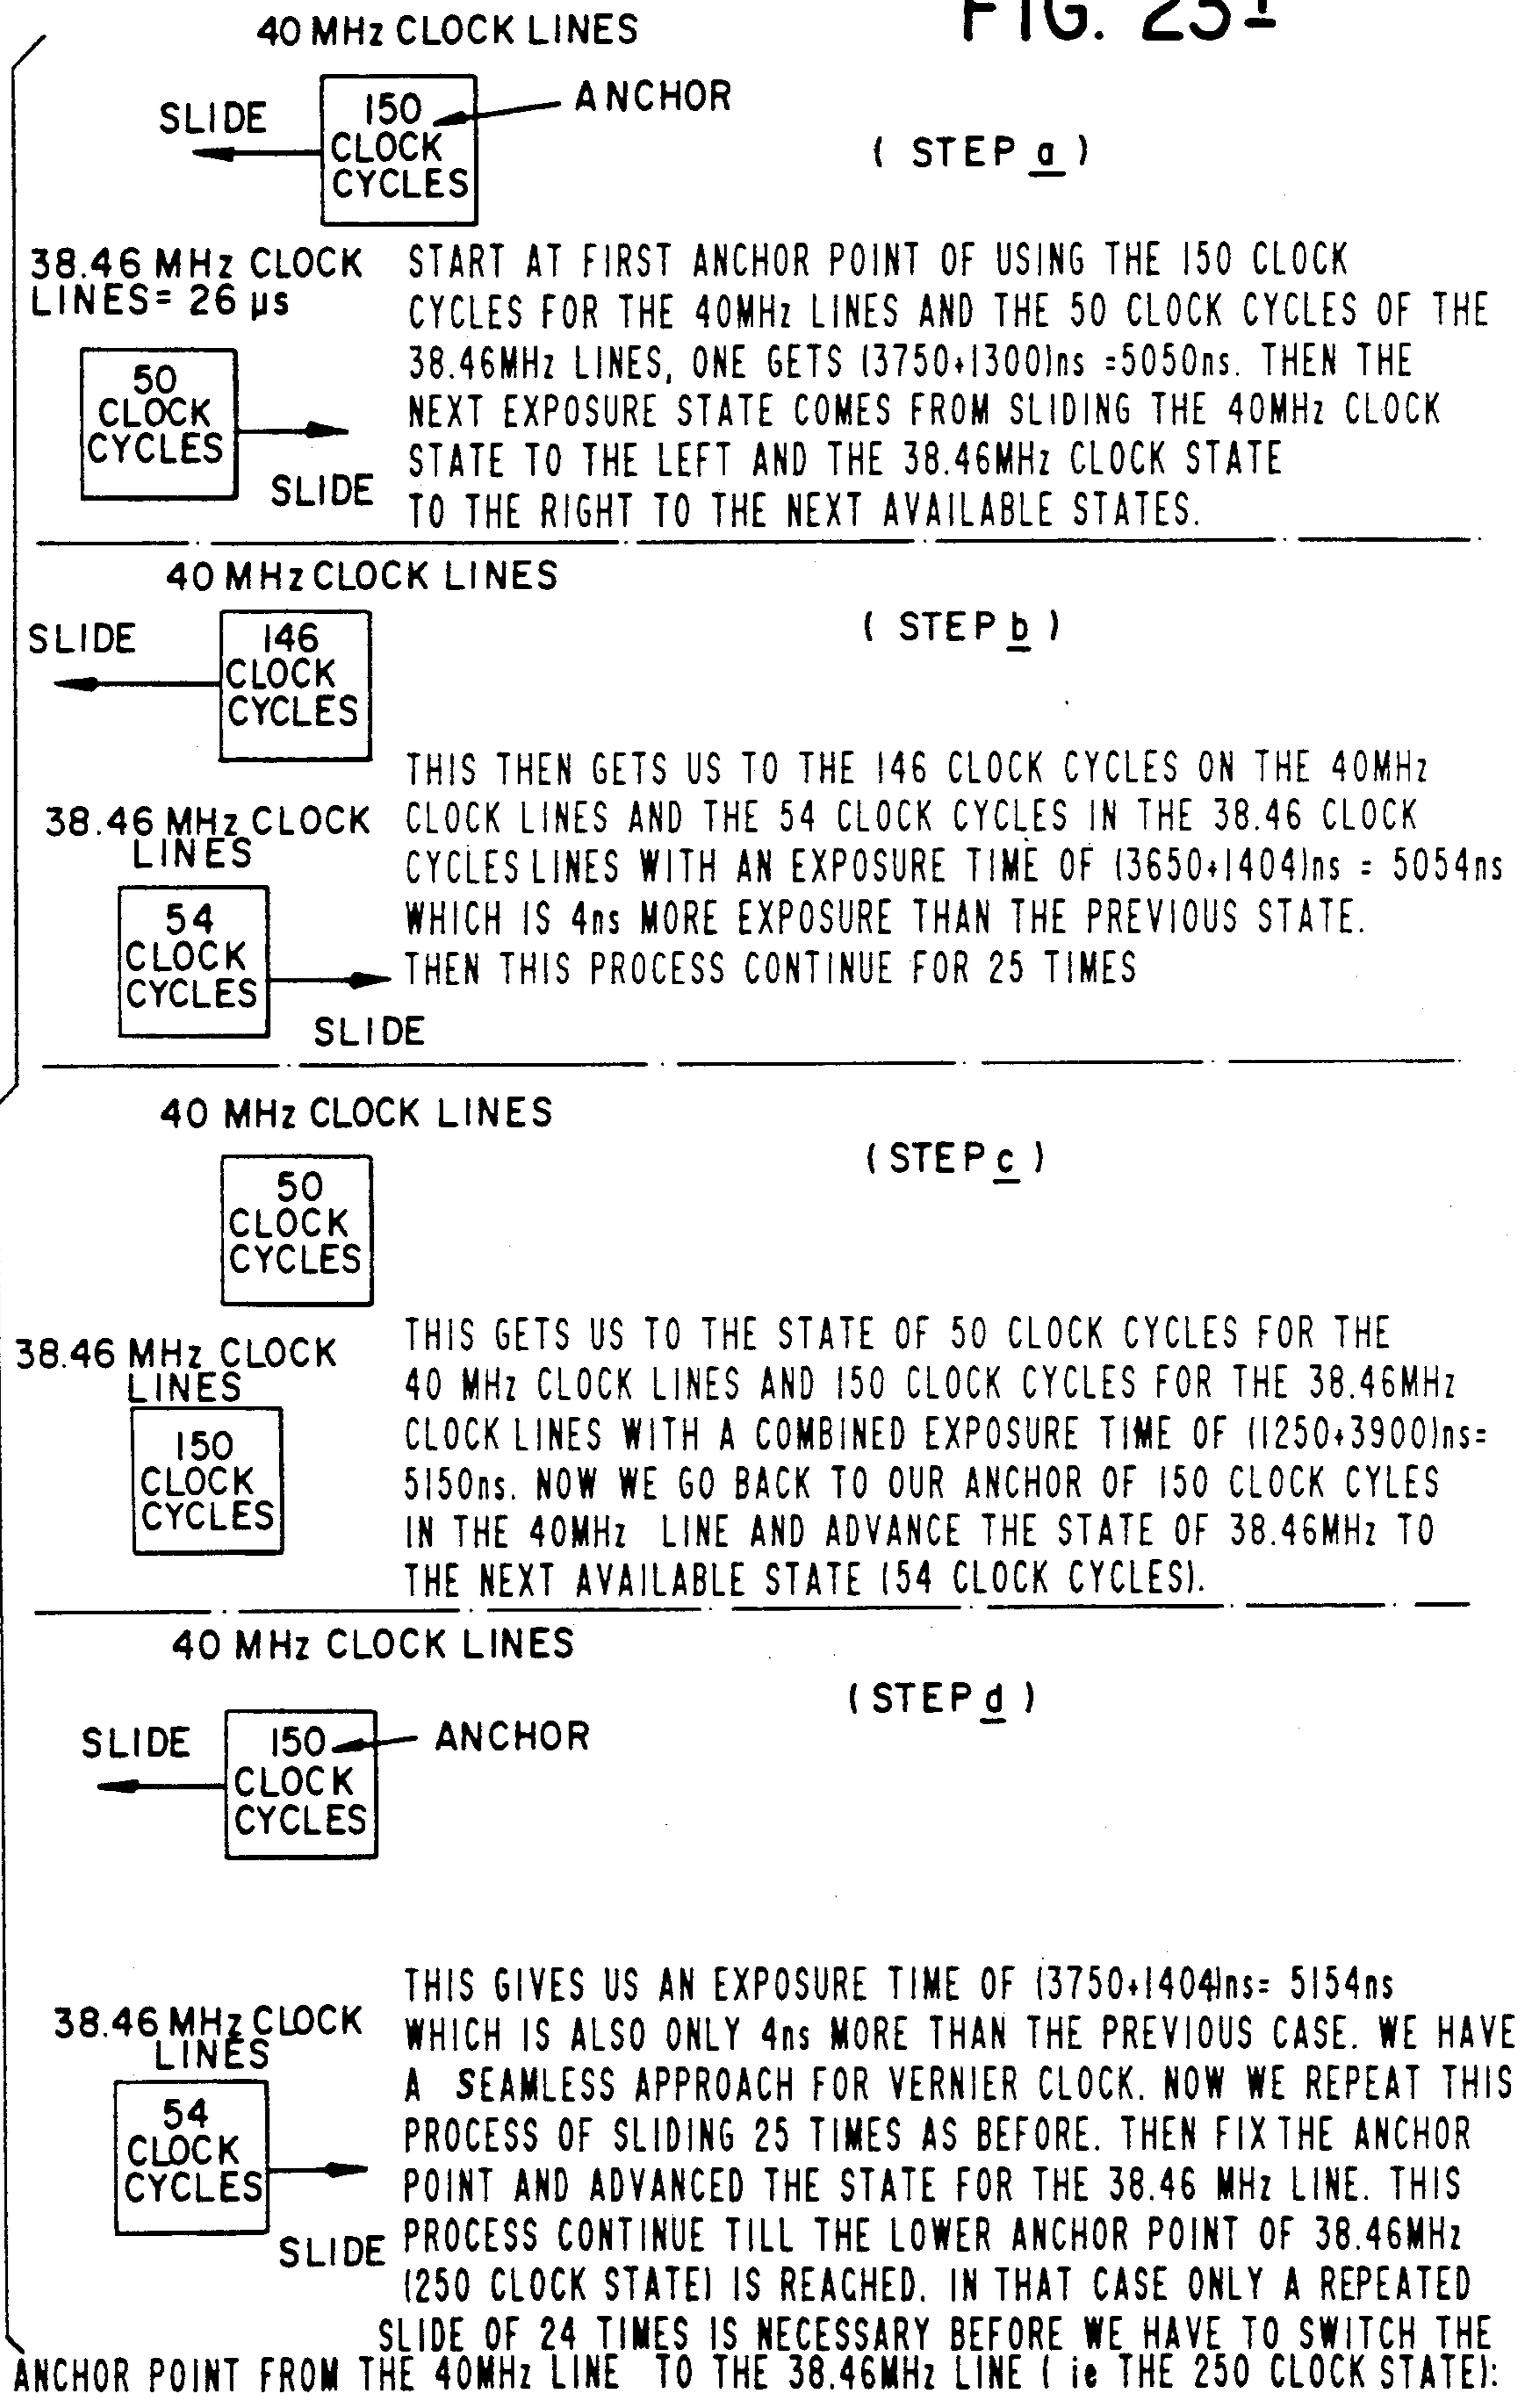 FIG. 23
40 MHz CLOCK LINES
SLIDE
150
CLOCK
CYCLES
ANCHOR
( STEP a )
38.46 MHz CLOCK
LINES= 26 µs
50
CLOCK
CYCLES
SLIDE
START AT FIRST ANCHOR POINT OF USING THE 150 CLOCK
CYCLES FOR THE 40MHz LINES AND THE 50 CLOCK CYCLES OF THE
38.46MHz LINES, ONE GETS (3750+1300)ns =5050ns. THEN THE
NEXT EXPOSURE STATE COMES FROM SLIDING THE 40MHz CLOCK
STATE TO THE LEFT AND THE 38.46MHz CLOCK STATE
TO THE RIGHT TO THE NEXT AVAILABLE STATES.
40 MHz CLOCK LINES
SLIDE
146
CLOCK
CYCLES
( STEP b )
38.46 MHz CLOCK
LINES
54
CLOCK
CYCLES
SLIDE
THIS THEN GETS US TO THE 146 CLOCK CYCLES ON THE 40MHz
CLOCK LINES AND THE 54 CLOCK CYCLES IN THE 38.46 CLOCK
CYCLES LINES WITH AN EXPOSURE TIME OF (3650+1404)ns = 5054ns
WHICH IS 4ns MORE EXPOSURE THAN THE PREVIOUS STATE.
THEN THIS PROCESS CONTINUE FOR 25 TIMES
40 MHz CLOCK LINES
50
CLOCK
CYCLES
( STEP c )
38.46 MHz CLOCK
LINES
150
CLOCK
CYCLES
THIS GETS US TO THE STATE OF 50 CLOCK CYCLES FOR THE
40 MHz CLOCK LINES AND 150 CLOCK CYCLES FOR THE 38.46MHz
CLOCK LINES WITH A COMBINED EXPOSURE TIME OF (1250+3900)ns=
5150ns. NOW WE GO BACK TO OUR ANCHOR OF 150 CLOCK CYLES
IN THE 40MHz LINE AND ADVANCE THE STATE OF 38.46MHz TO
THE NEXT AVAILABLE STATE (54 CLOCK CYCLES).
40 MHz CLOCK LINES
SLIDE
150
CLOCK
CYCLES
ANCHOR
( STEP d )
38.46 MHz CLOCK
LINES
54
CLOCK
CYCLES
SLIDE
THIS GIVES US AN EXPOSURE TIME OF (3750+1404)ns= 5154ns
WHICH IS ALSO ONLY 4ns MORE THAN THE PREVIOUS CASE. WE HAVE
A SEAMLESS APPROACH FOR VERNIER CLOCK. NOW WE REPEAT THIS
PROCESS OF SLIDING 25 TIMES AS BEFORE. THEN FIX THE ANCHOR
POINT AND ADVANCED THE STATE FOR THE 38.46 MHz LINE. THIS
PROCESS CONTINUE TILL THE LOWER ANCHOR POINT OF 38.46MHz
(250 CLOCK STATE) IS REACHED. IN THAT CASE ONLY A REPEATED
SLIDE OF 24 TIMES IS NECESSARY BEFORE WE HAVE TO SWITCH THE
ANCHOR POINT FROM THE 40MHz LINE TO THE 38.46MHz LINE ( ie THE 250 CLOCK STATE):